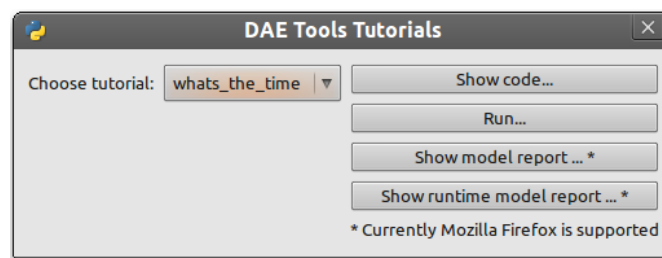 DAE Tools Tutorials
Choose tutorial:
whats_the_time
Show code...
Run...
Show model report ... *
Show runtime model report ... *
* Currently Mozilla Firefox is supported